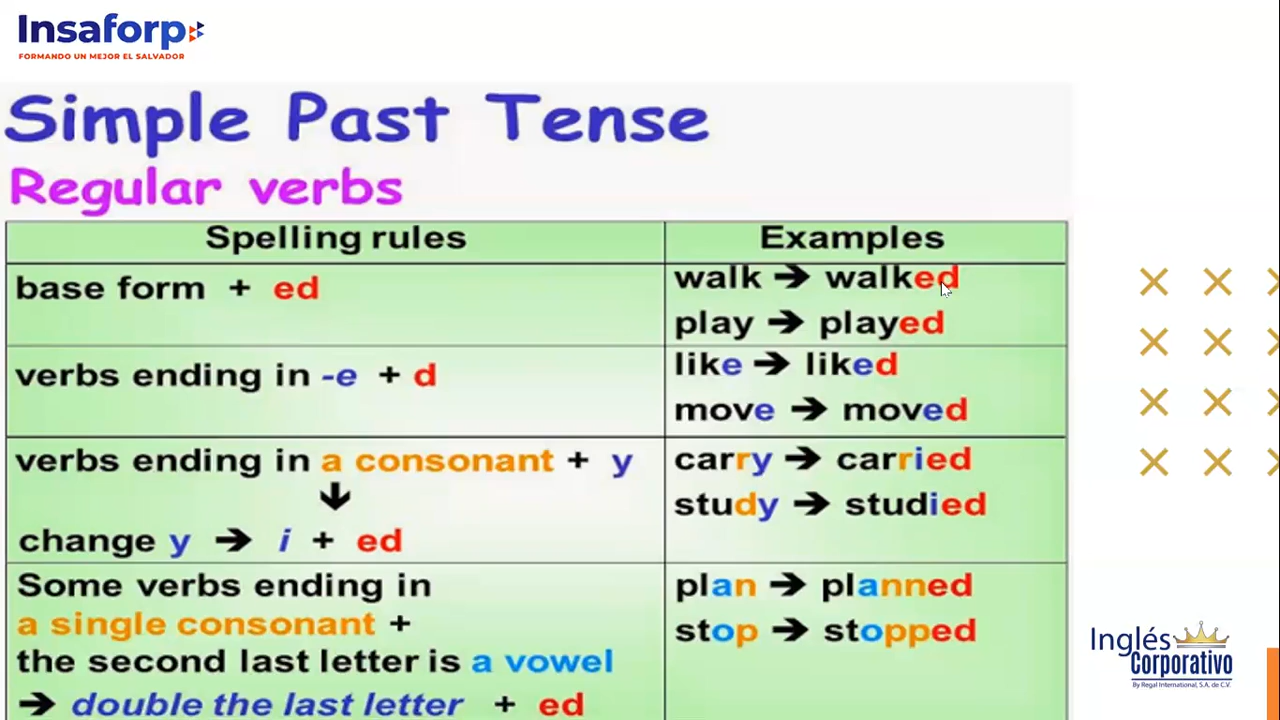 Insaforp
FORMANDO UN MEJOR EL SALVADOR
Simple Past Tense
Regular verbs
Spelling rules
Examples
base form + ed
walk → walked
play → played
verbs ending in -e + d
like → liked
move → moved
verbs ending in a consonant + y
↓
change y → i + ed
carry → carried
study → studied
Some verbs ending in
a single consonant +
the second last letter is a vowel
→ double the last letter + ed
plan → planned
stop → stopped
Inglés
Corporativo
By Regal International, S.A. de C.V.